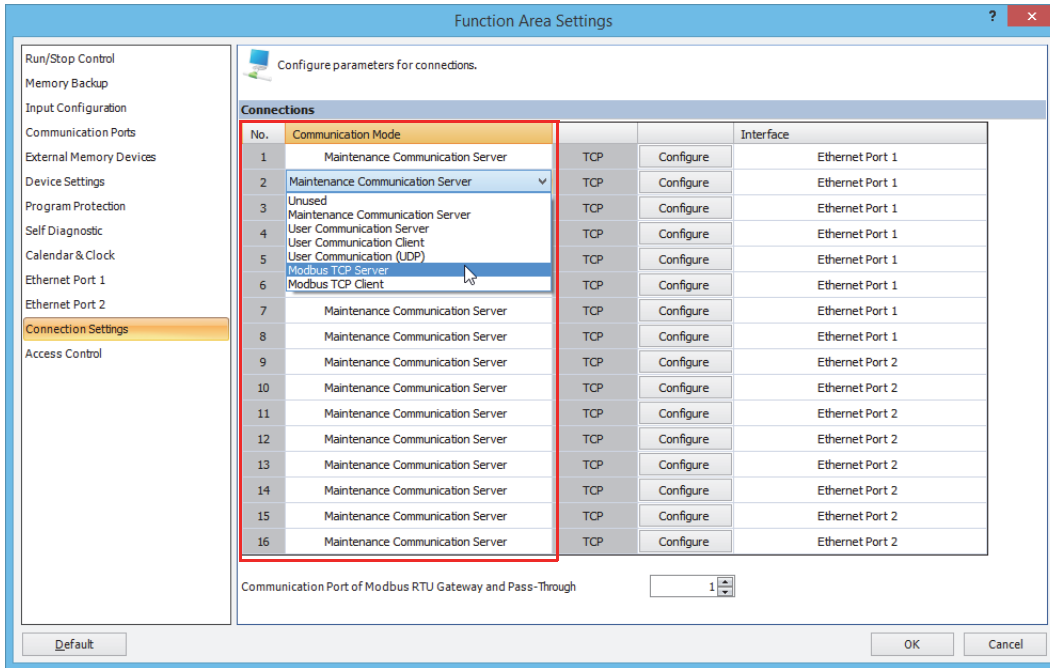 Function Area Settings
? ×
Run/Stop Control
Memory Backup
Input Configuration
Communication Ports
External Memory Devices
Device Settings
Program Protection
Self Diagnostic
Calendar & Clock
Ethernet Port 1
Ethernet Port 2
Connection Settings
Access Control
Configure parameters for connections.
Connections
No. Communication Mode Interface
1 Maintenance Communication Server TCP Configure Ethernet Port 1
2 Maintenance Communication Server TCP Configure Ethernet Port 1
Unused
Maintenance Communication Server
User Communication Server
User Communication Client
User Communication (UDP)
Modbus TCP Server
Modbus TCP Client
3 TCP Configure Ethernet Port 1
4 TCP Configure Ethernet Port 1
5 TCP Configure Ethernet Port 1
6 TCP Configure Ethernet Port 1
7 Maintenance Communication Server TCP Configure Ethernet Port 1
8 Maintenance Communication Server TCP Configure Ethernet Port 1
9 Maintenance Communication Server TCP Configure Ethernet Port 2
10 Maintenance Communication Server TCP Configure Ethernet Port 2
11 Maintenance Communication Server TCP Configure Ethernet Port 2
12 Maintenance Communication Server TCP Configure Ethernet Port 2
13 Maintenance Communication Server TCP Configure Ethernet Port 2
14 Maintenance Communication Server TCP Configure Ethernet Port 2
15 Maintenance Communication Server TCP Configure Ethernet Port 2
16 Maintenance Communication Server TCP Configure Ethernet Port 2
Communication Port of Modbus RTU Gateway and Pass-Through 1
Default OK Cancel